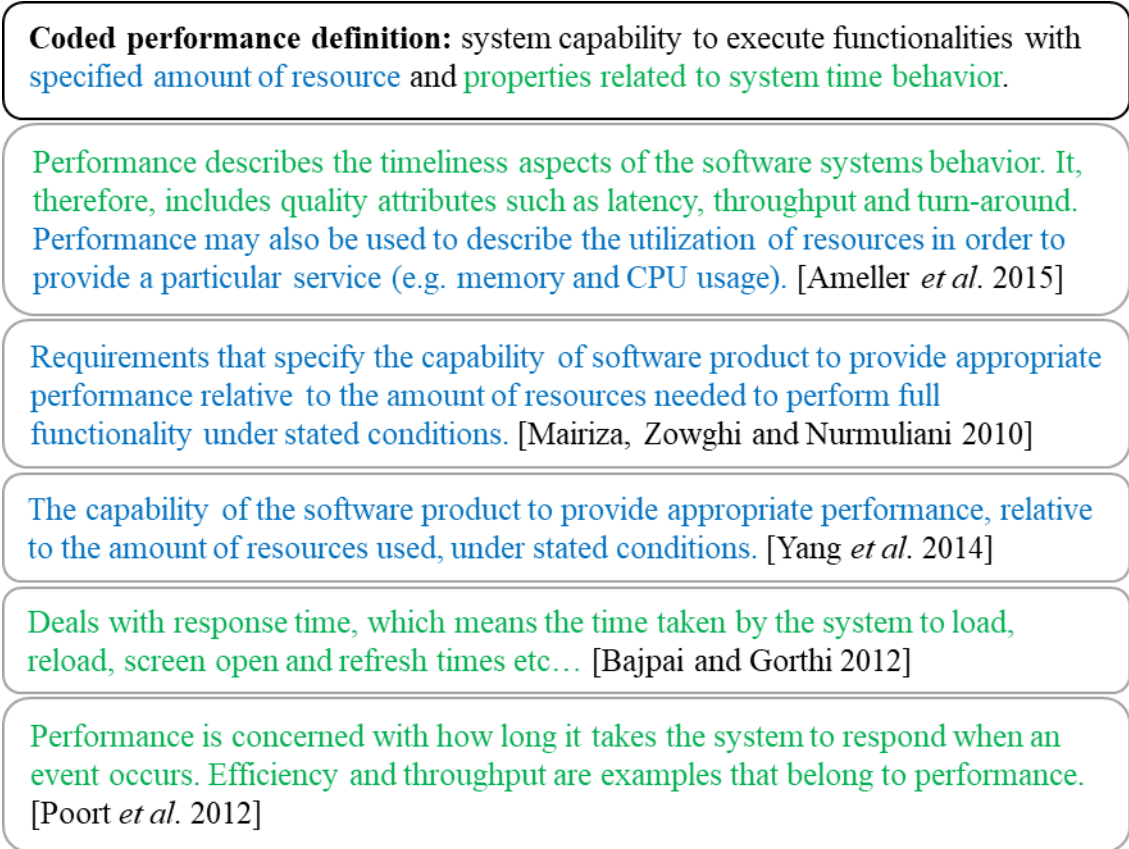 Coded performance definition: system capability to execute functionalities with
specified amount of resource and properties related to system time behavior.
Performance describes the timeliness aspects of the software systems behavior. It,
therefore, includes quality attributes such as latency, throughput and turn-around.
Performance may also be used to describe the utilization of resources in order to
provide a particular service (e.g. memory and CPU usage). [Ameller et al. 2015]
Requirements that specify the capability of software product to provide appropriate
performance relative to the amount of resources needed to perform full
functionality under stated conditions. [Mairiza, Zowghi and Nurmuliani 2010]
The capability of the software product to provide appropriate performance, relative
to the amount of resources used, under stated conditions. [Yang et al. 2014]
Deals with response time, which means the time taken by the system to load,
reload, screen open and refresh times etc… [Bajpai and Gorthi 2012]
Performance is concerned with how long it takes the system to respond when an
event occurs. Efficiency and throughput are examples that belong to performance.
[Poort et al. 2012]